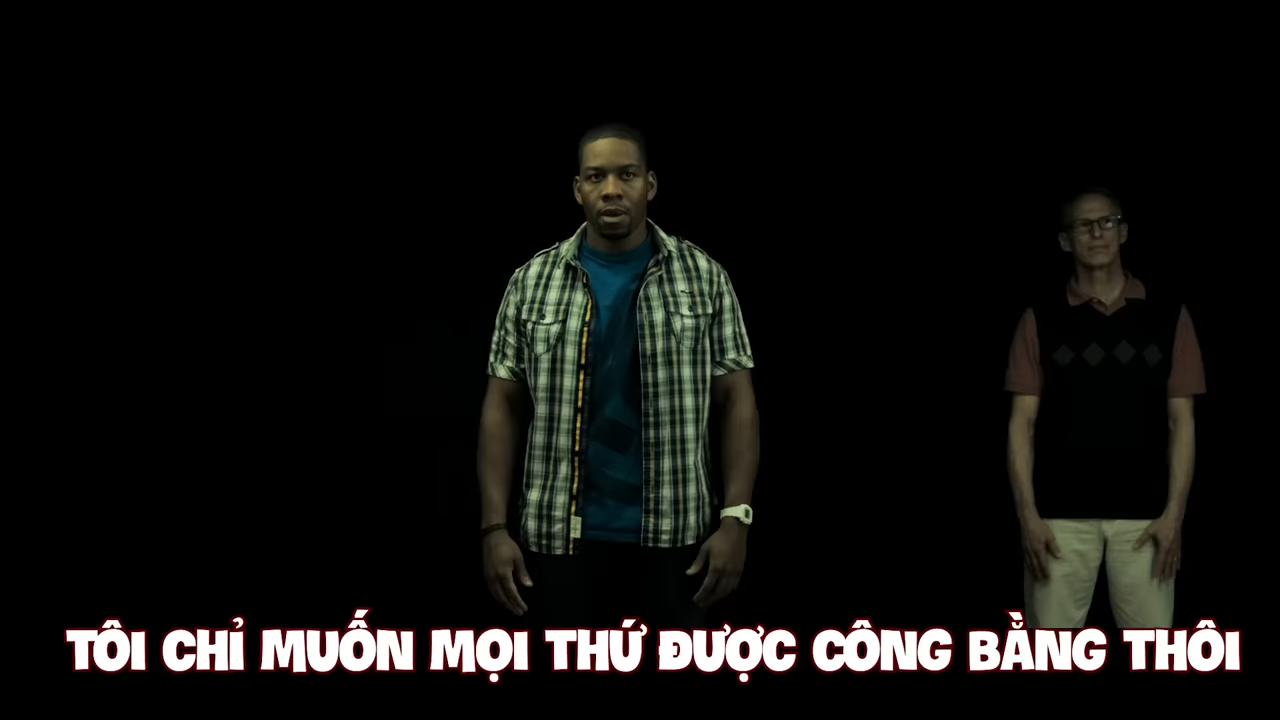 TÔI CHỈ MUỐN MỌI THỨ ĐƯỢC CÔNG BẰNG THÔI